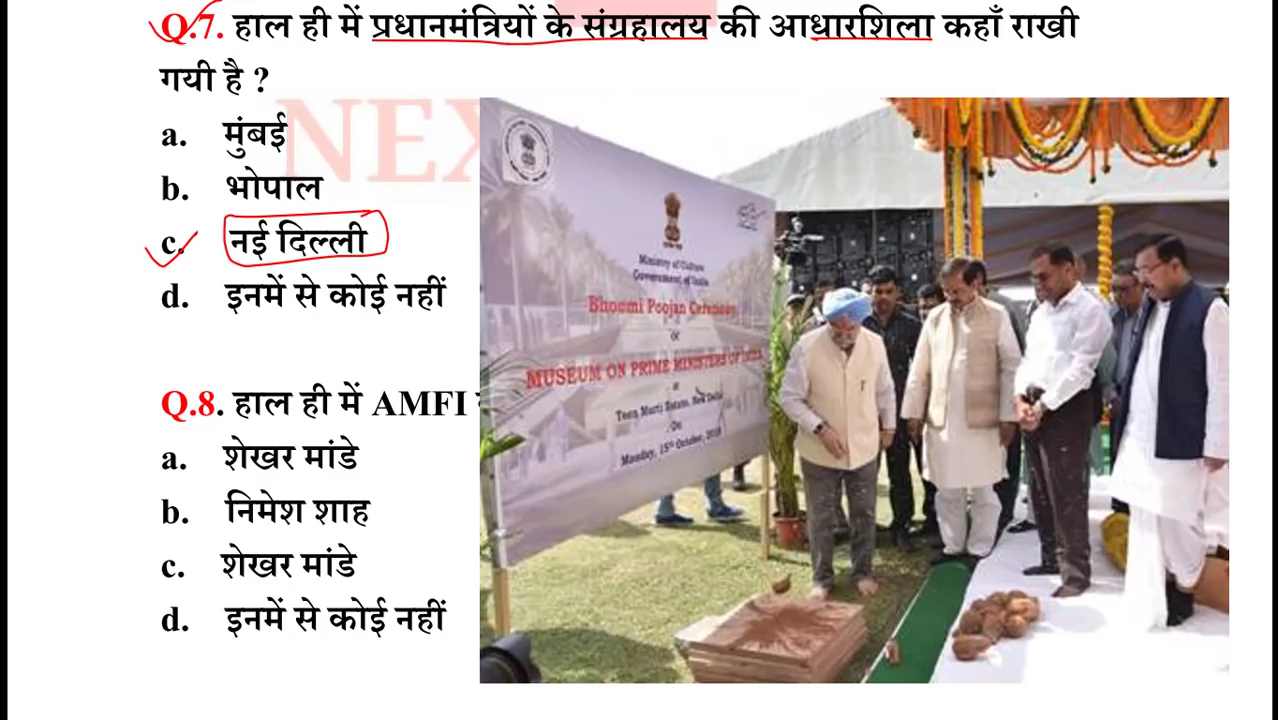 Q.7. हाल ही में प्रधानमंत्रियों के संग्रहालय की आधारशिला कहाँ राखी
गयी है ?
a. मुंबई
b. भोपाल
c. नई दिल्ली
d. इनमें से कोई नहीं
Q.8. हाल ही में AMFI
a. शेखर मांडे
b. निमेश शाह
c. शेखर मांडे
d. इनमें से कोई नहीं
NEX
Ministry of Culture
Government of India
Bhoomi Poojan Ceremony
of
MUSEUM ON PRIME MINISTERS OF INDIA
at
Teen Murti Estate, New Delhi
On
Monday, 15th October, 2018